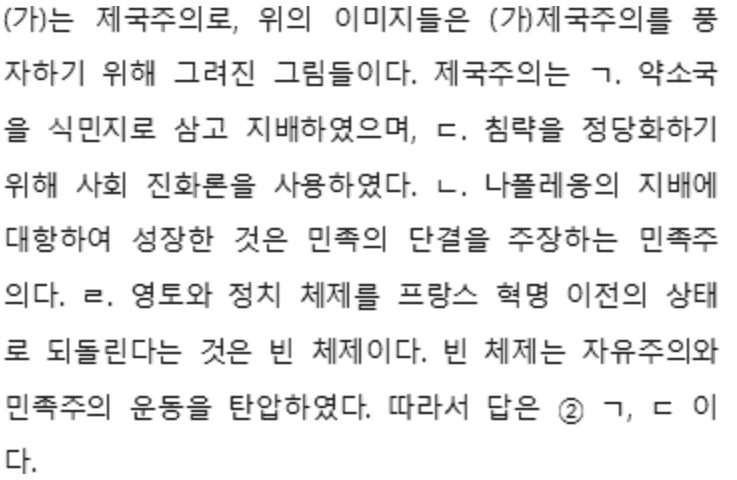 (가)는 제국주의로, 위의 이미지들은 (가)제국주의를 풍
자하기 위해 그려진 그림들이다. 제국주의는 ㄱ. 약소국
을 식민지로 삼고 지배하였으며, ㄷ. 침략을 정당화하기
위해 사회 진화론을 사용하였다. ㄴ. 나폴레옹의 지배에
대항하여 성장한 것은 민족의 단결을 주장하는 민족주
의다. ㄹ. 영토와 정치 체제를 프랑스 혁명 이전의 상태
로 되돌린다는 것은 빈 체제이다. 빈 체제는 자유주의와
민족주의 운동을 탄압하였다. 따라서 답은 ② ㄱ, ㄷ 이
다.